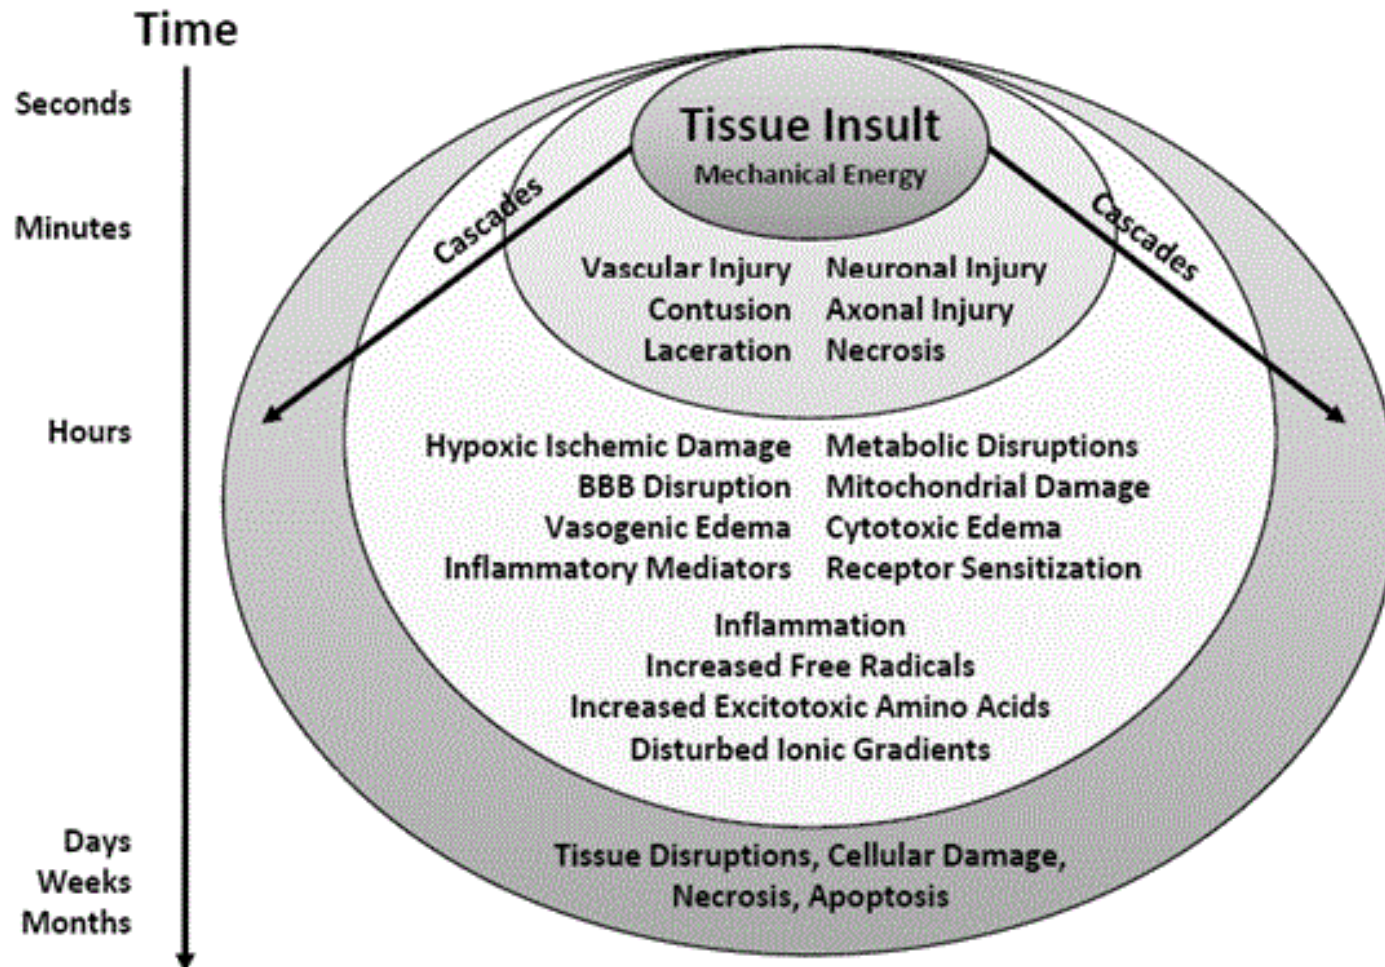 Time
Seconds
Minutes
Hours
Days
Weeks
Months
Tissue Insult
Mechanical Energy
Cascades
Cascades
Vascular Injury Neuronal Injury
Contusion Axonal Injury
Laceration Necrosis
Hypoxic Ischemic Damage Metabolic Disruptions
BBB Disruption Mitochondrial Damage
Vasogenic Edema Cytotoxic Edema
Inflammatory Mediators Receptor Sensitization
Inflammation
Increased Free Radicals
Increased Excitotoxic Amino Acids
Disturbed Ionic Gradients
Tissue Disruptions, Cellular Damage,
Necrosis, Apoptosis